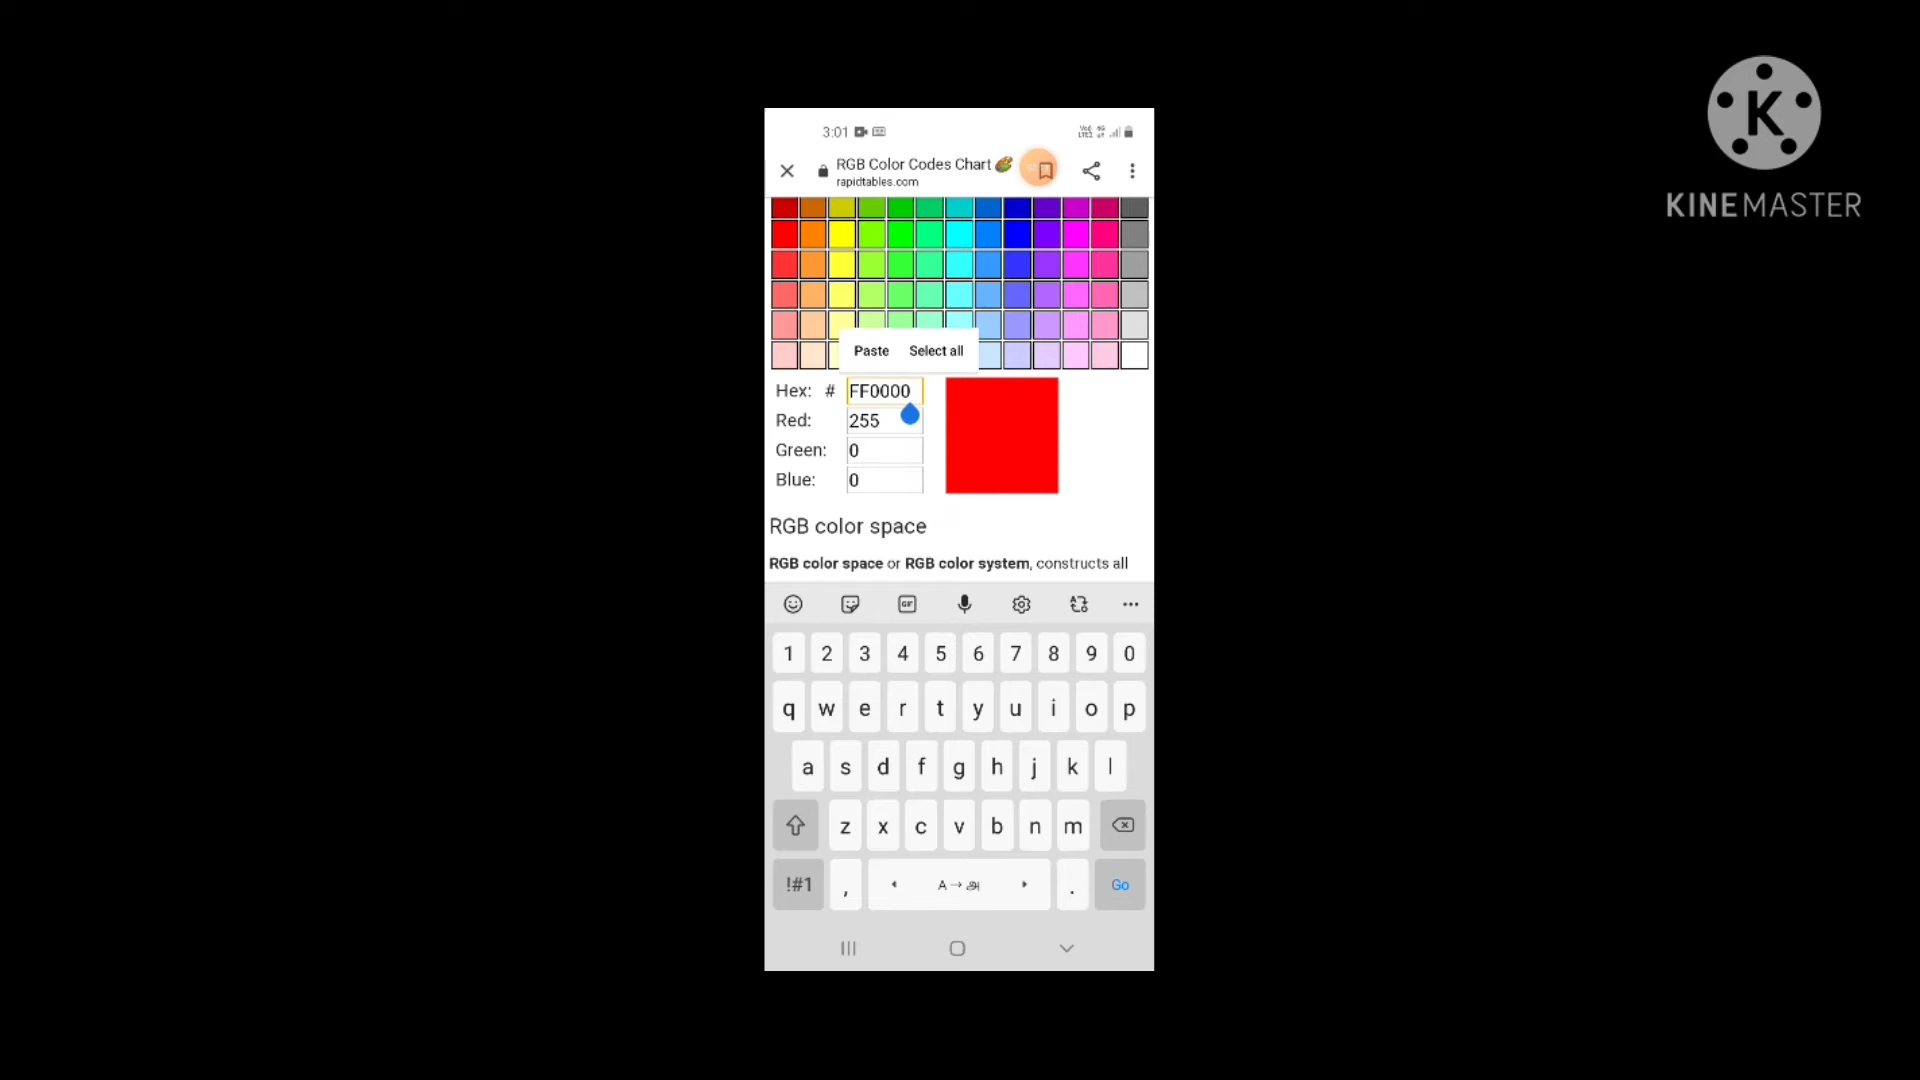 KINEMASTER
3:01
RGB Color Codes Chart
rapidtables.com
Paste Select all
Hex: # FF0000
Red: 255
Green: 0
Blue: 0
RGB color space
RGB color space or RGB color system, constructs all
GIF
1 2 3 4 5 6 7 8 9 0
q w e r t y u i o p
a s d f g h j k l
z x c v b n m
!#1 , A→அ . Go